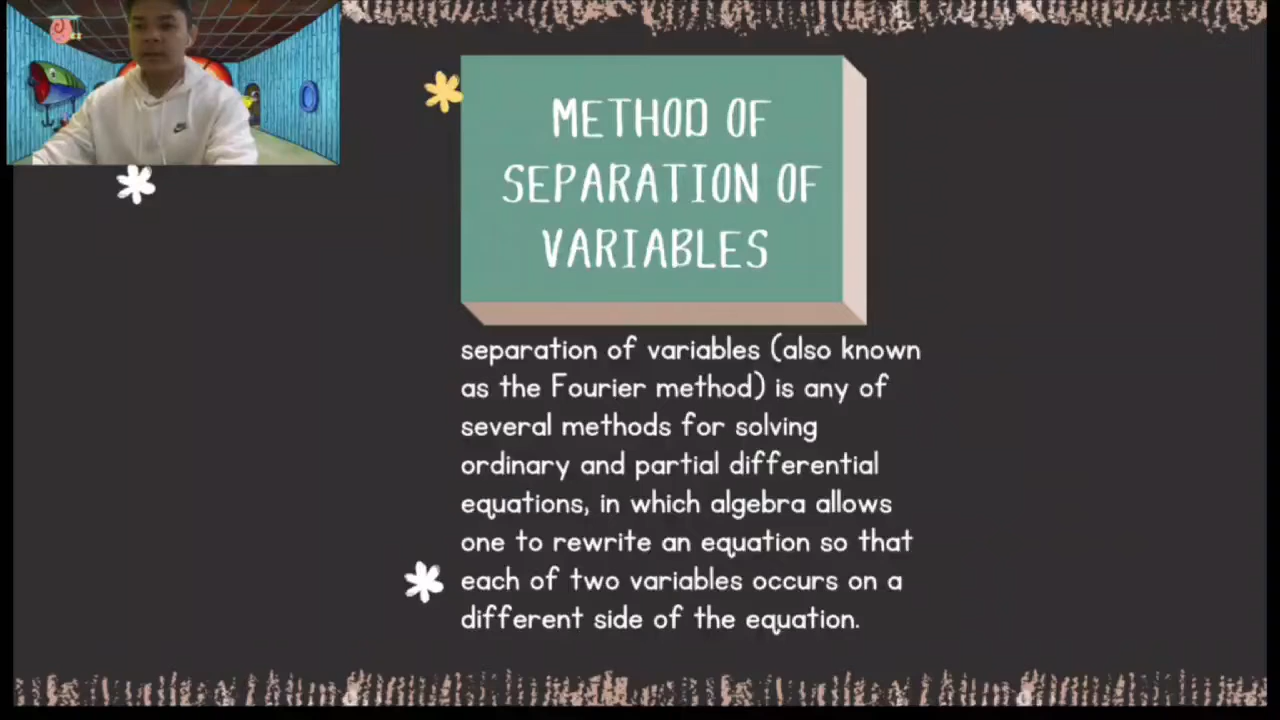 METHOD OF
SEPARATION OF
VARIABLES
separation of variables (also known
as the Fourier method) is any of
several methods for solving
ordinary and partial differential
equations, in which algebra allows
one to rewrite an equation so that
each of two variables occurs on a
different side of the equation.